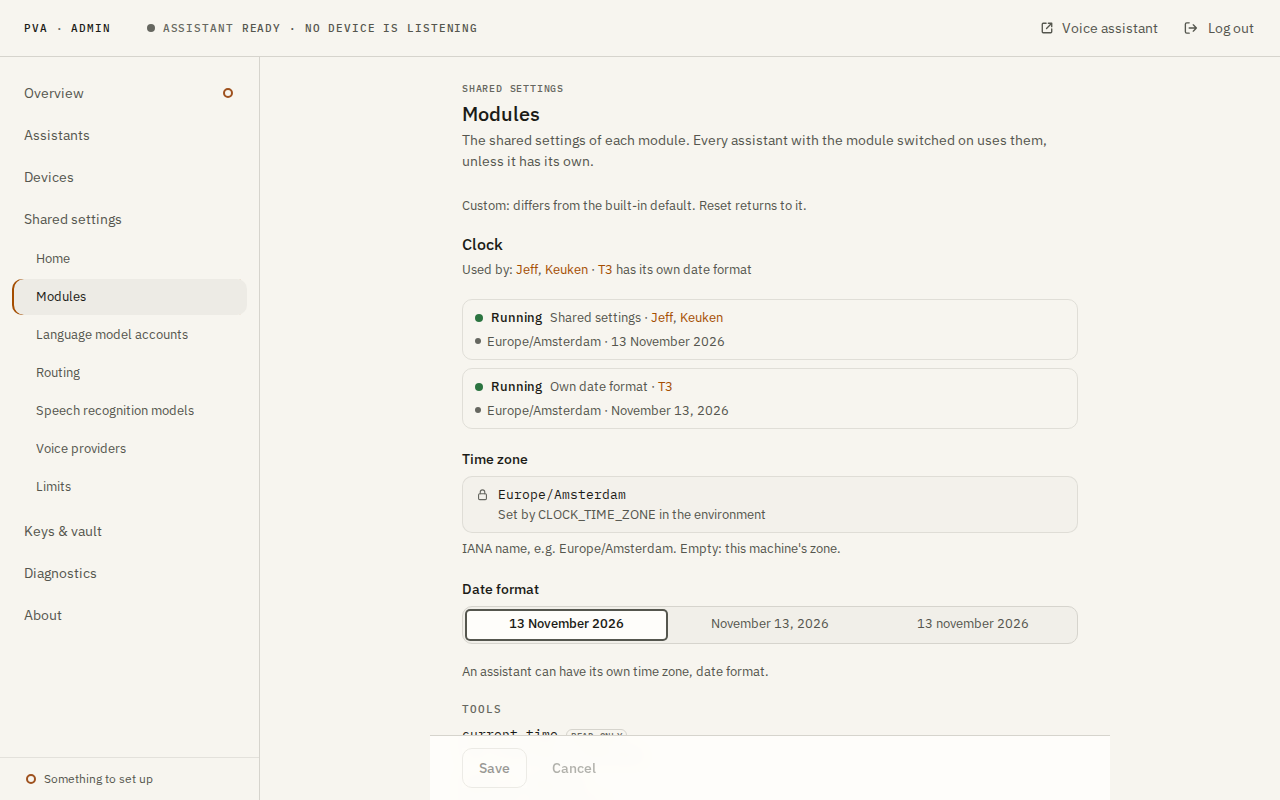 PVA · ADMIN
ASSISTANT READY · NO DEVICE IS LISTENING
Voice assistant
Log out
Overview
Assistants
Devices
Shared settings
Home
Modules
Language model accounts
Routing
Speech recognition models
Voice providers
Limits
Keys & vault
Diagnostics
About
Something to set up
SHARED SETTINGS
Modules
The shared settings of each module. Every assistant with the module switched on uses them,
unless it has its own.
Custom: differs from the built-in default. Reset returns to it.
Clock
Used by: Jeff, Keuken · T3 has its own date format
Running Shared settings · Jeff, Keuken
Europe/Amsterdam · 13 November 2026
Running Own date format · T3
Europe/Amsterdam · November 13, 2026
Time zone
Europe/Amsterdam
Set by CLOCK_TIME_ZONE in the environment
IANA name, e.g. Europe/Amsterdam. Empty: this machine's zone.
Date format
13 November 2026
November 13, 2026
13 november 2026
An assistant can have its own time zone, date format.
TOOLS
current_time READ-ONLY
Save
Cancel